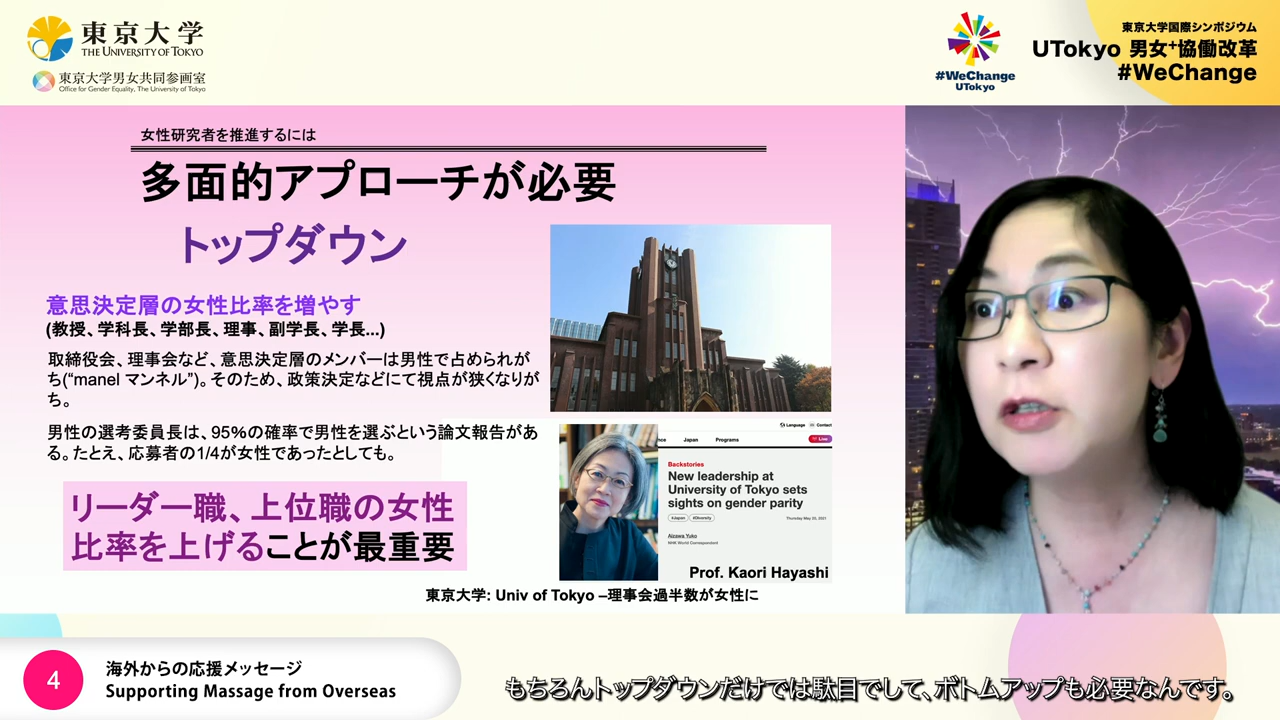 東京大学
THE UNIVERSITY OF TOKYO
東京大学男女共同参画室
Office for Gender Equality, The University of Tokyo
#WeChange
UTokyo
東京大学国際シンポジウム
UTokyo 男女⁺協働改革
#WeChange
女性研究者を推進するには
多面的アプローチが必要
トップダウン
意思決定層の女性比率を増やす
(教授、学科長、学部長、理事、副学長、学長...)
取締役会、理事会など、意思決定層のメンバーは男性で占められが
ち(“manel マンネル”)。そのため、政策決定などにて視点が狭くなりが
ち。
男性の選考委員長は、95%の確率で男性を選ぶという論文報告があ
る。たとえ、応募者の1/4が女性であったとしても。
リーダー職、上位職の女性
比率を上げることが最重要
Language Contact
nce Japan Programs Live
Backstories
New leadership at
University of Tokyo sets
sights on gender parity
#Japan #Diversity
Thursday May 20, 2021
Aizawa Yuko
NHK World Correspondent
Prof. Kaori Hayashi
東京大学: Univ of Tokyo –理事会過半数が女性に
4
海外からの応援メッセージ
Supporting Massage from Overseas
もちろんトップダウンだけでは駄目でして、ボトムアップも必要なんです。